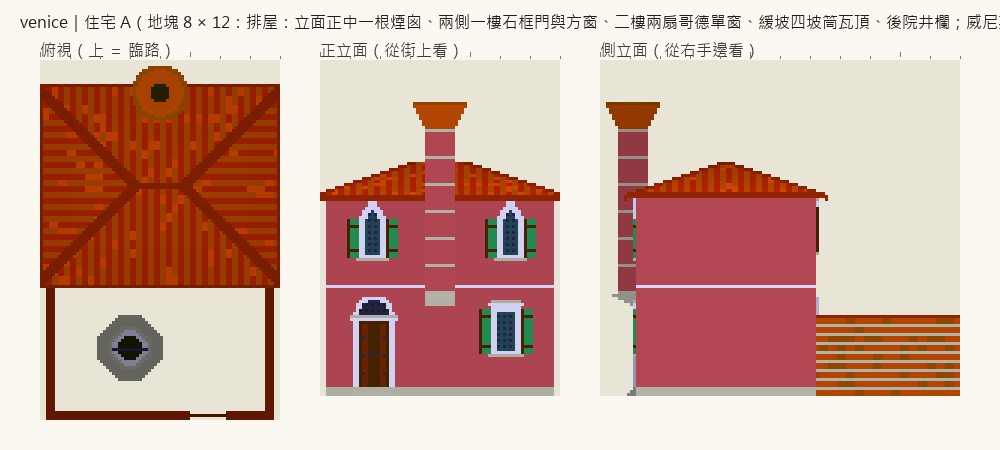 venice | 住宅 A ( 地塊 8 × 12 : 排屋 : 立面正中一根煙囪、兩側一樓石框門與方窗、二樓兩扇哥德單窗、緩坡四坡筒瓦頂、後院井欄 ; 威尼
俯視 ( 上 = 臨路 )
正立面 ( 從街上看 )
側立面 ( 從右手邊看 )